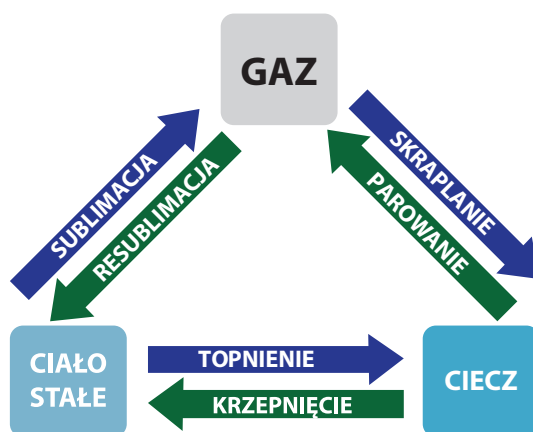 GAZ
SUBLIMACJA
RESUBLIMACJA
SKRAPLANIE
PAROWANIE
CIAŁO
STAŁE
TOPNIENIE
KRZEPNIĘCIE
CIECZ